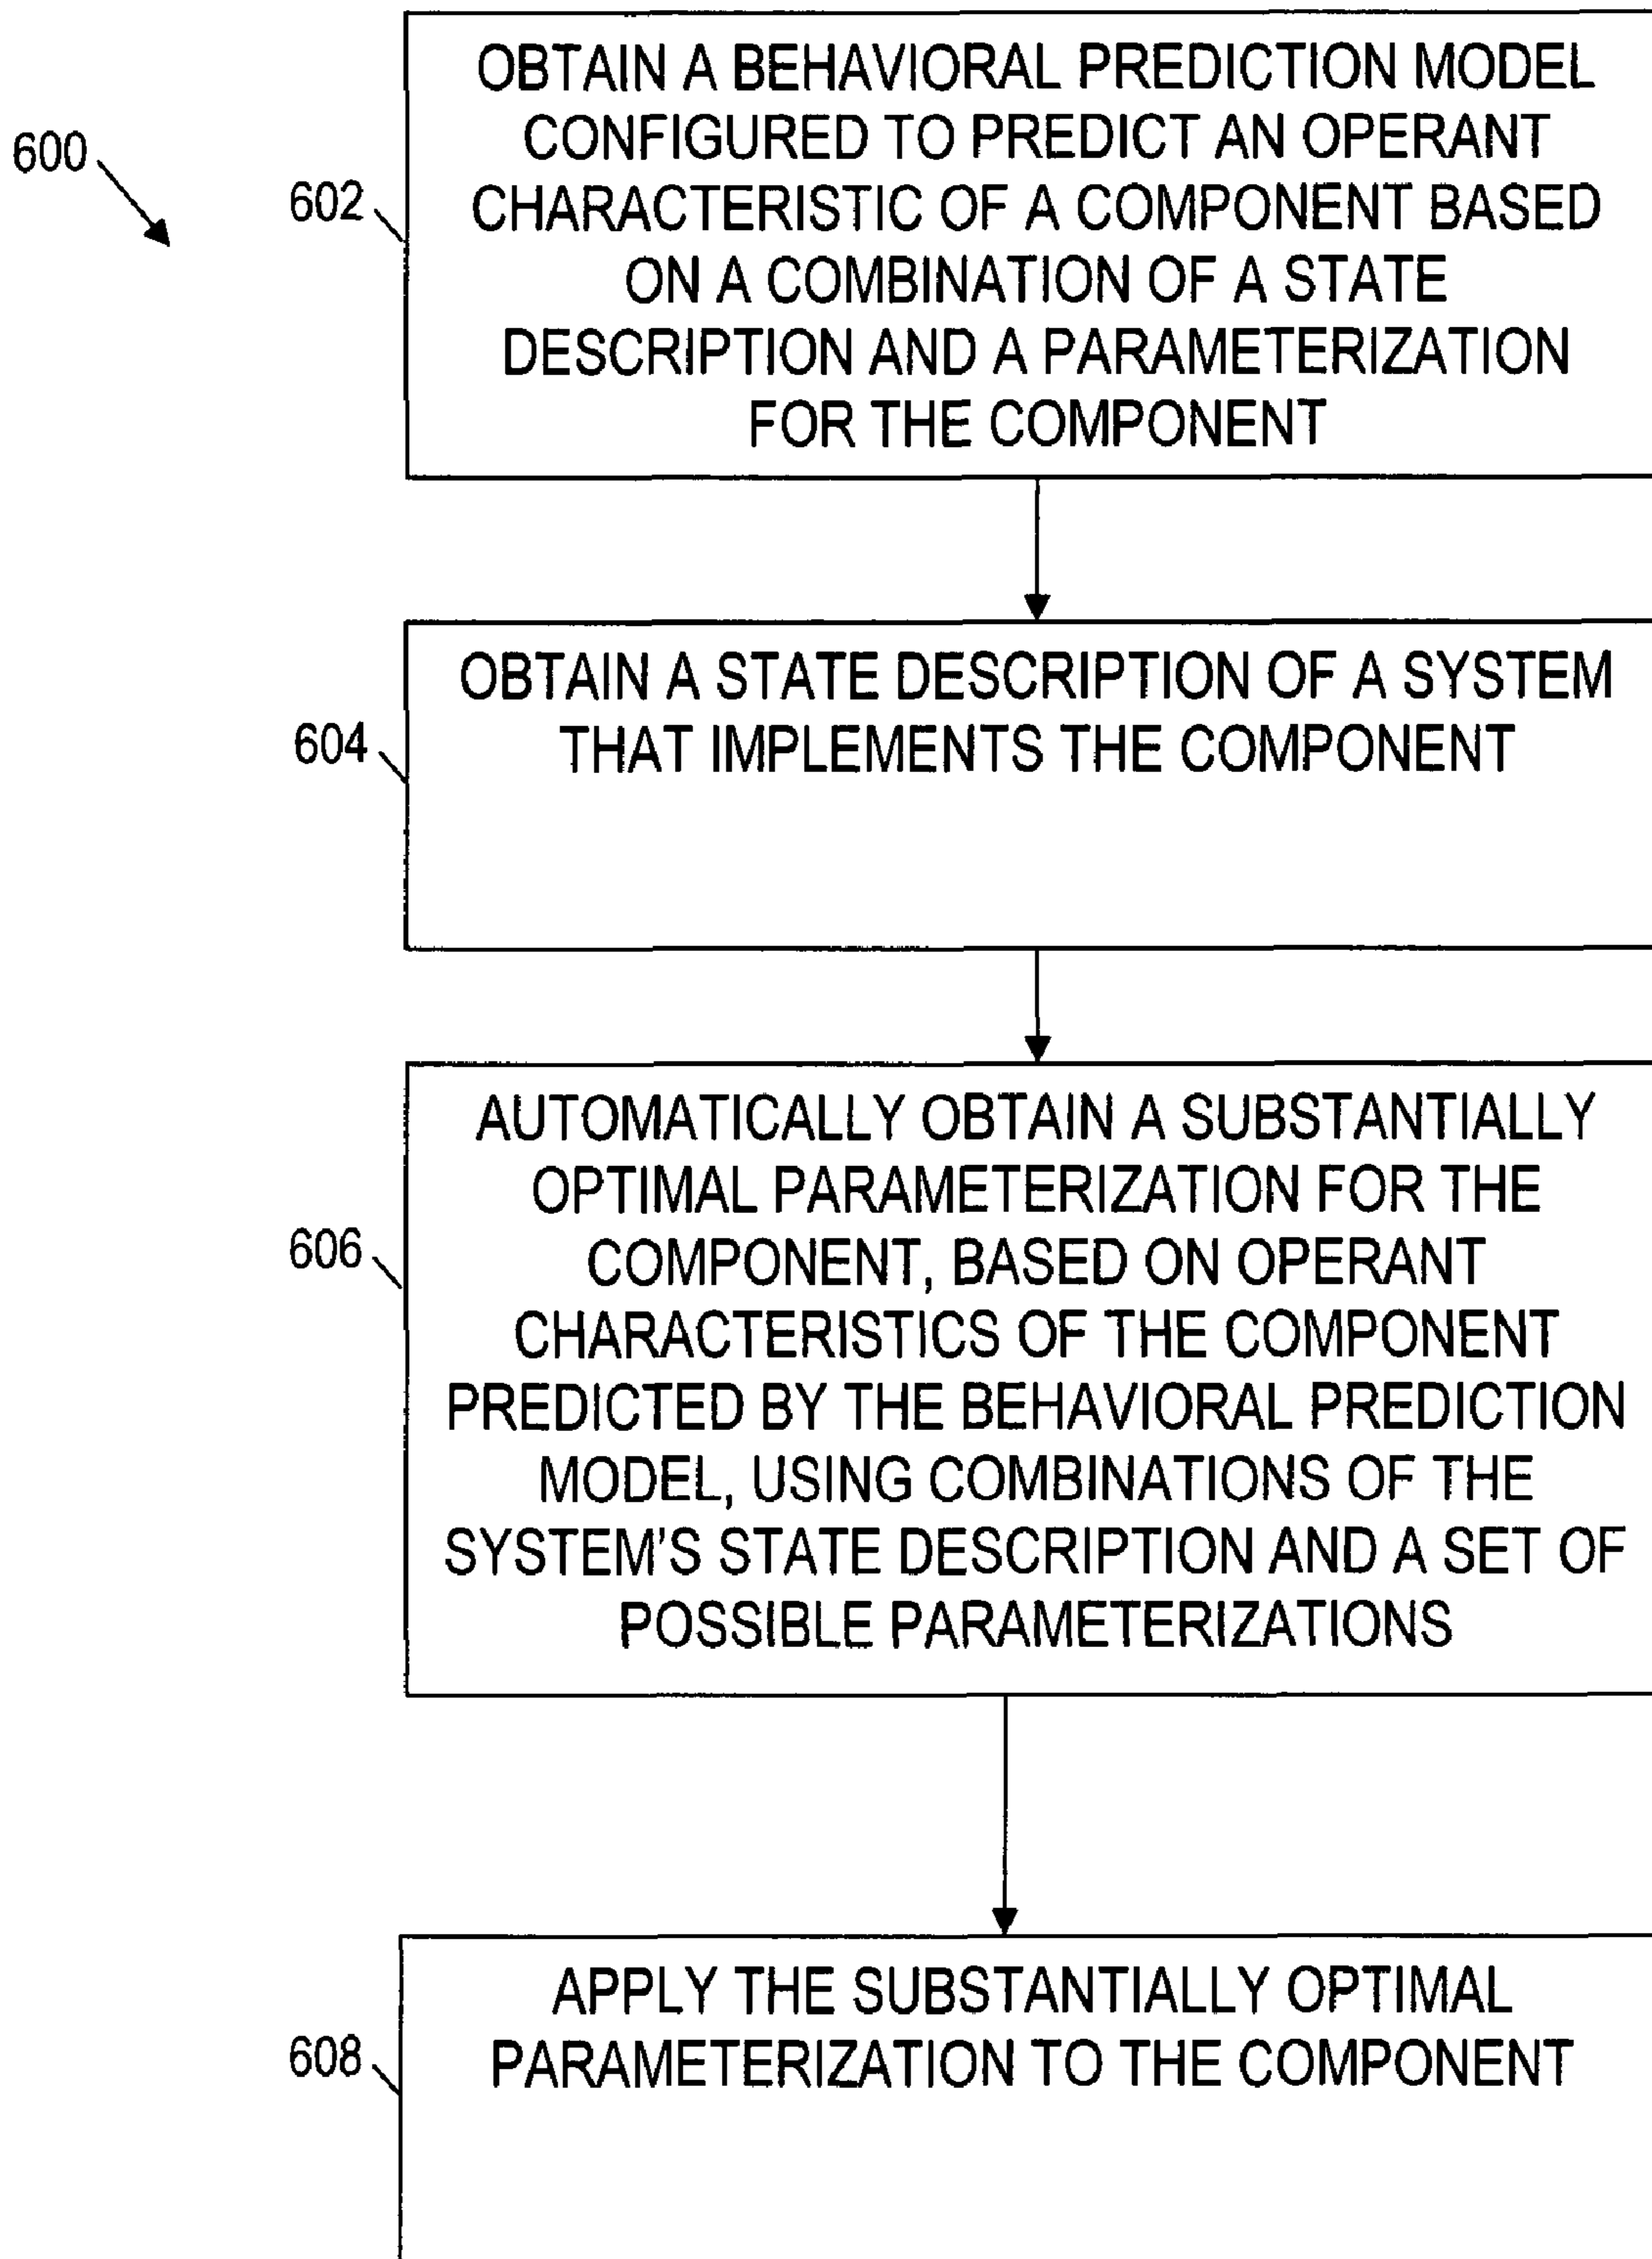 600
602
OBTAIN A BEHAVIORAL PREDICTION MODEL
CONFIGURED TO PREDICT AN OPERANT
CHARACTERISTIC OF A COMPONENT BASED
ON A COMBINATION OF A STATE
DESCRIPTION AND A PARAMETERIZATION
FOR THE COMPONENT
604
OBTAIN A STATE DESCRIPTION OF A SYSTEM
THAT IMPLEMENTS THE COMPONENT
606
AUTOMATICALLY OBTAIN A SUBSTANTIALLY
OPTIMAL PARAMETERIZATION FOR THE
COMPONENT, BASED ON OPERANT
CHARACTERISTICS OF THE COMPONENT
PREDICTED BY THE BEHAVIORAL PREDICTION
MODEL, USING COMBINATIONS OF THE
SYSTEM'S STATE DESCRIPTION AND A SET OF
POSSIBLE PARAMETERIZATIONS
608
APPLY THE SUBSTANTIALLY OPTIMAL
PARAMETERIZATION TO THE COMPONENT